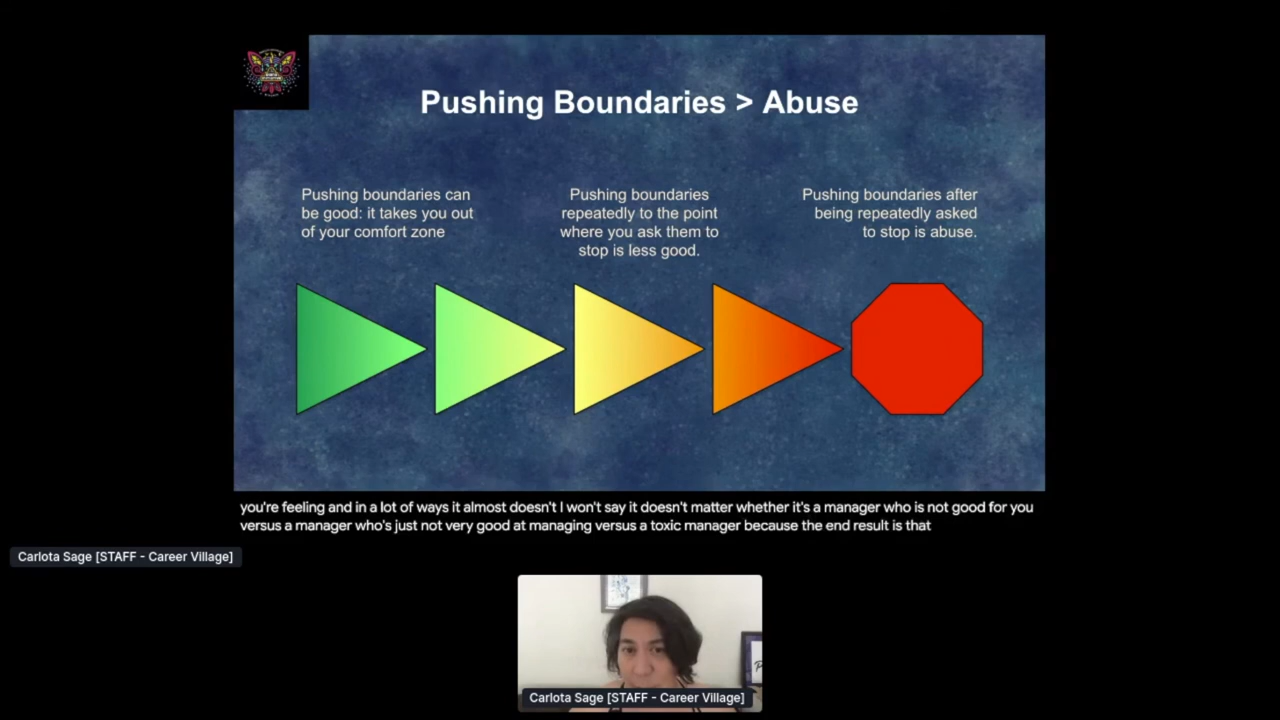 Pushing Boundaries > Abuse
Pushing boundaries can
be good: it takes you out
of your comfort zone
Pushing boundaries
repeatedly to the point
where you ask them to
stop is less good.
Pushing boundaries after
being repeatedly asked
to stop is abuse.
you're feeling and in a lot of ways it almost doesn't I won't say it doesn't matter whether it's a manager who is not good for you
versus a manager who's just not very good at managing versus a toxic manager because the end result is that
Carlota Sage [STAFF - Career Village]
Carlota Sage [STAFF - Career Village]